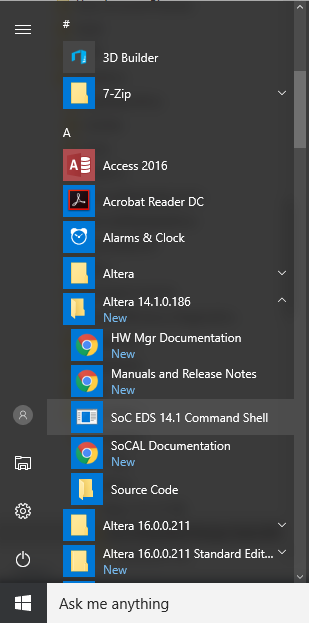 #
3D Builder
7-Zip
A
Access 2016
Acrobat Reader DC
Alarms & Clock
Altera
Altera 14.1.0.186
New
HW Mgr Documentation
New
Manuals and Release Notes
New
SoC EDS 14.1 Command Shell
SoCAL Documentation
New
Source Code
Altera 16.0.0.211
Altera 16.0.0.211 Standard Edit...
New
Ask me anything